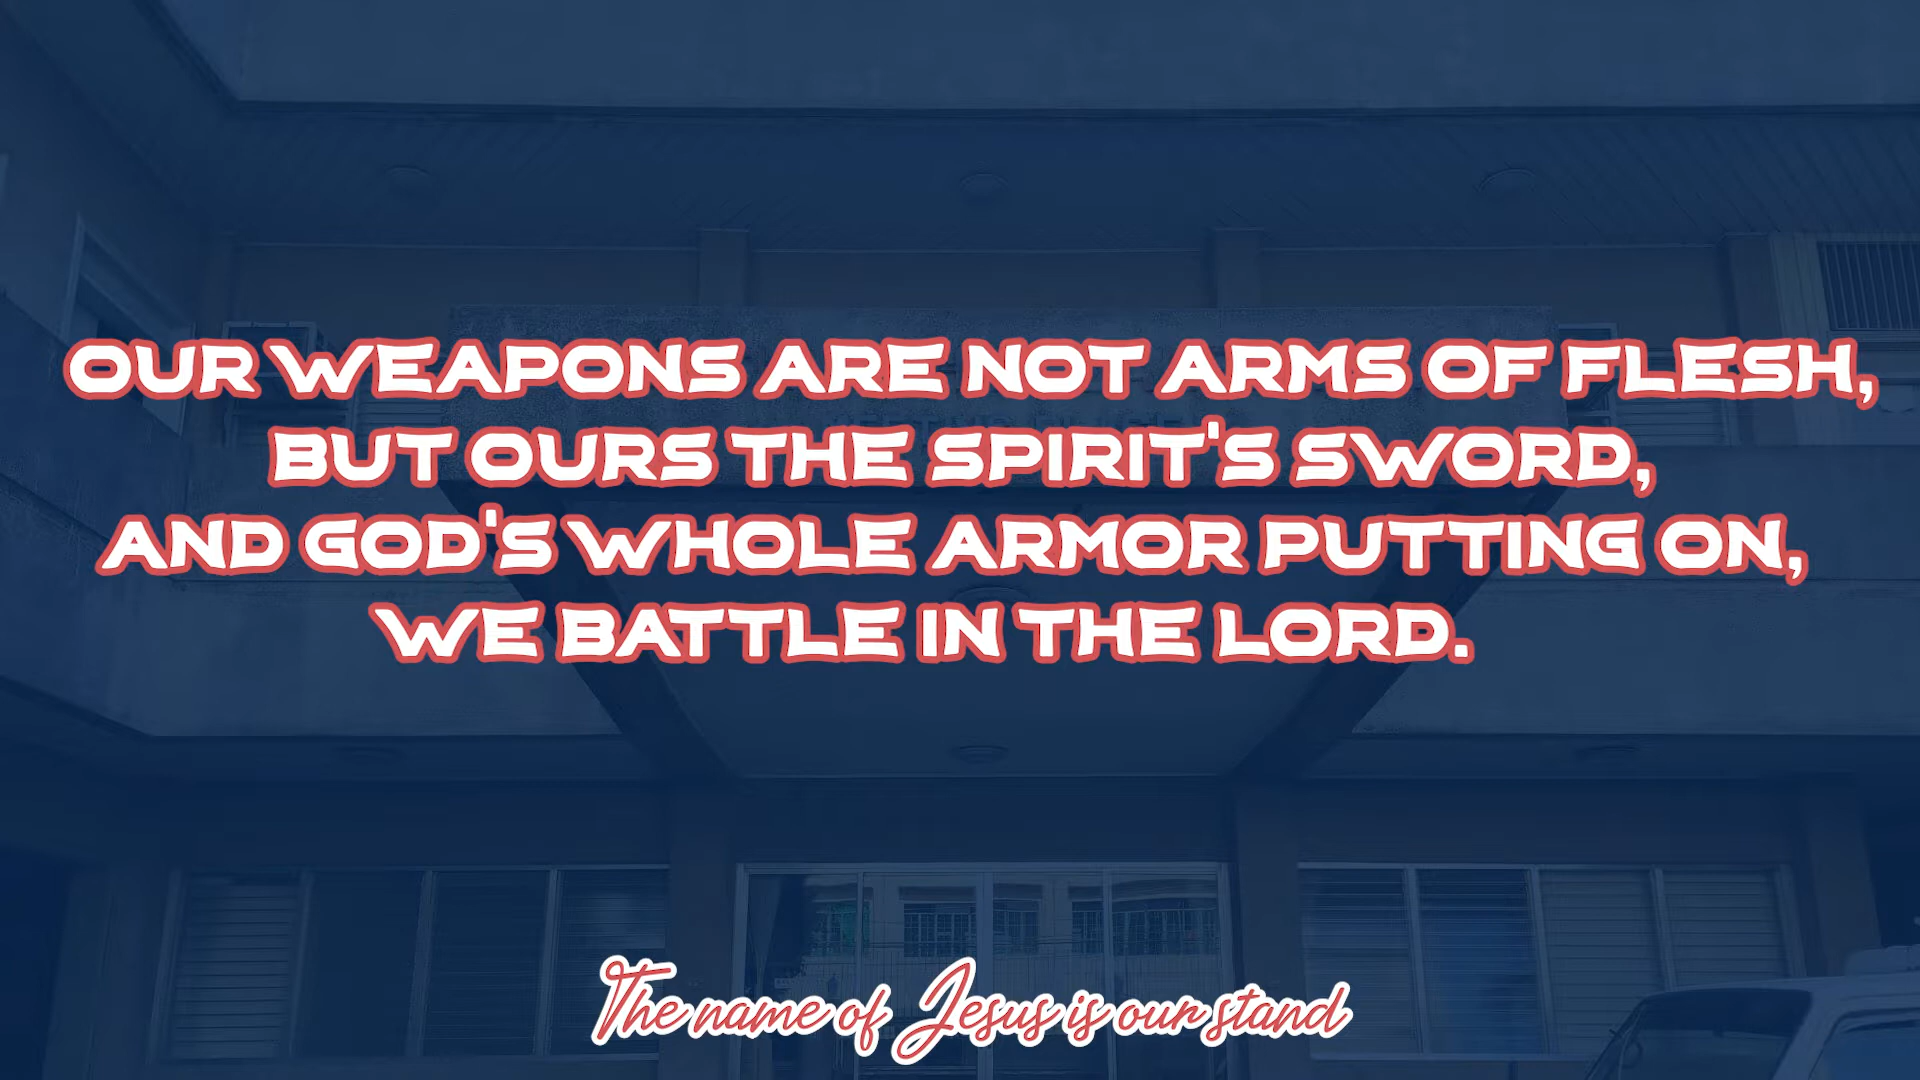 OUR WEAPONS ARE NOT ARMS OF FLESH,
BUT OURS THE SPIRIT'S SWORD,
AND GOD'S WHOLE ARMOR PUTTING ON,
WE BATTLE IN THE LORD.
The name of Jesus is our stand